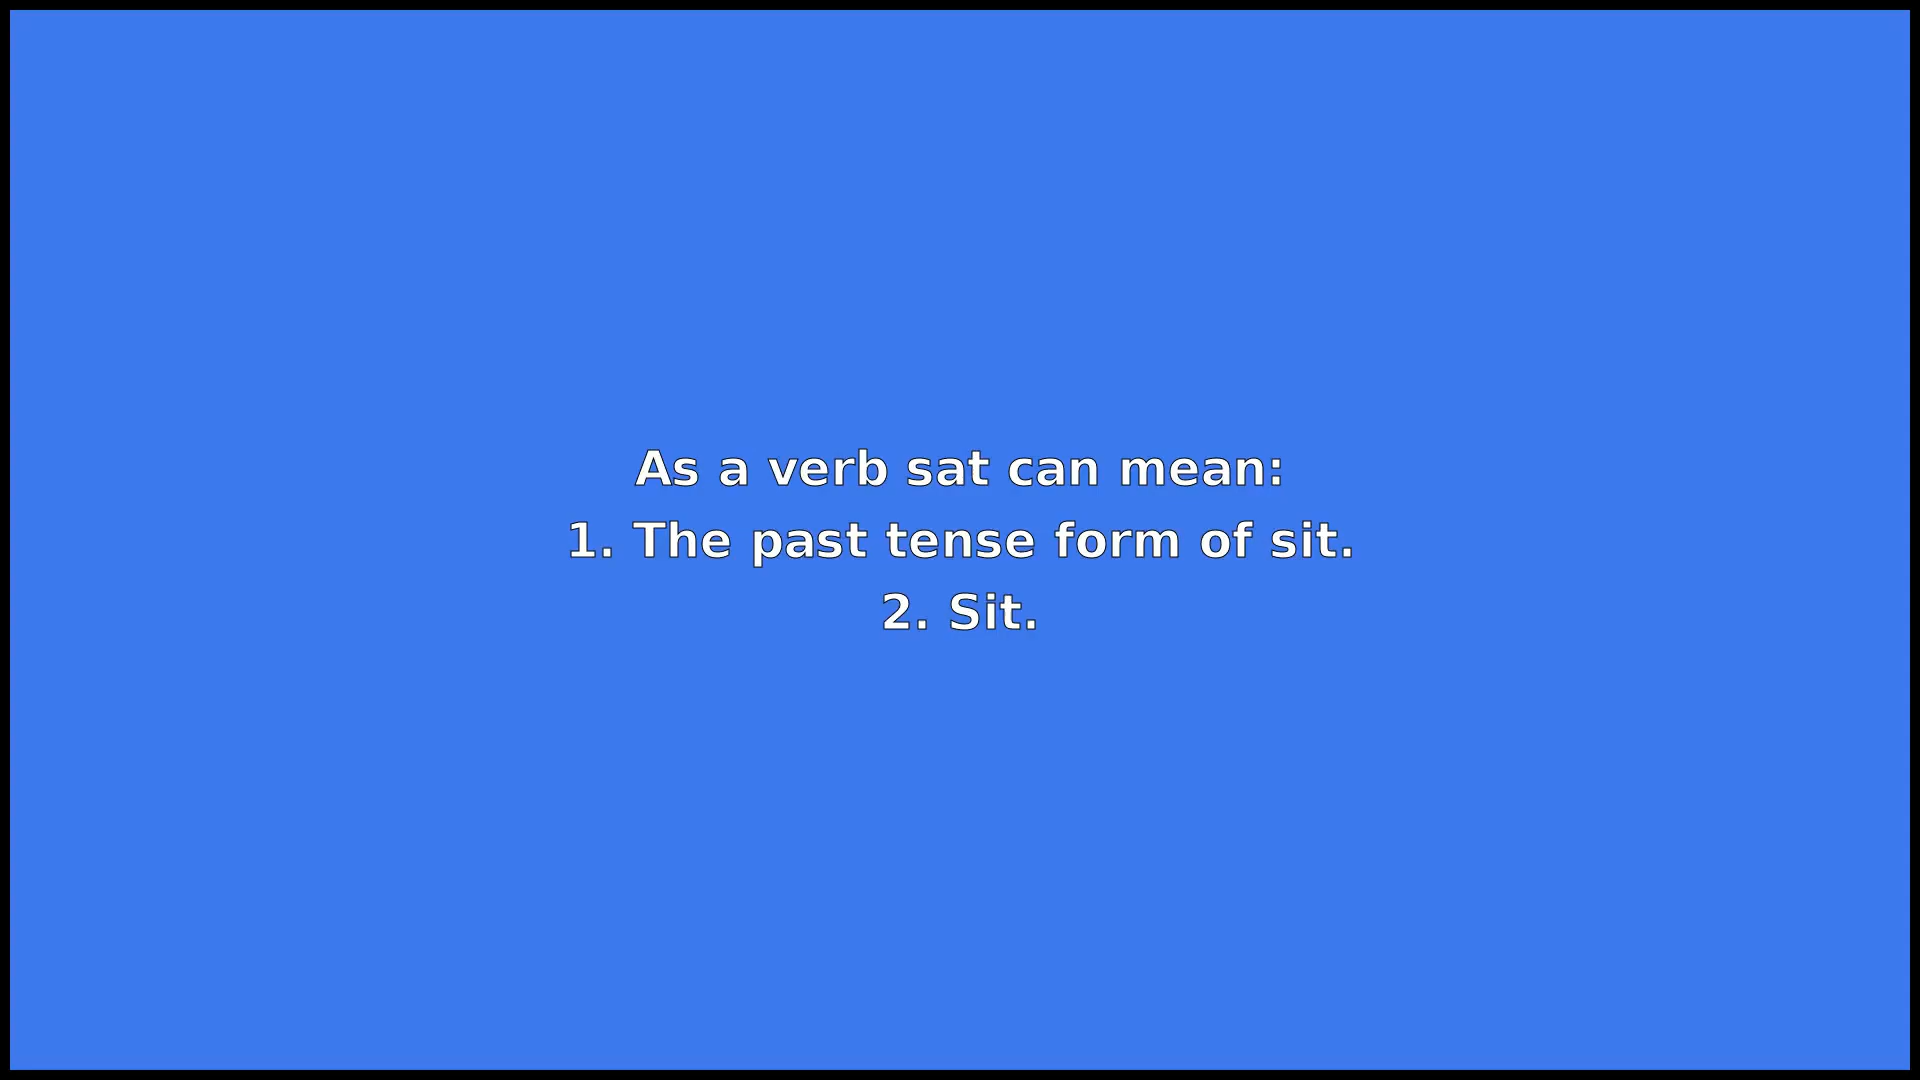 As a verb sat can mean:
1. The past tense form of sit.
2. Sit.